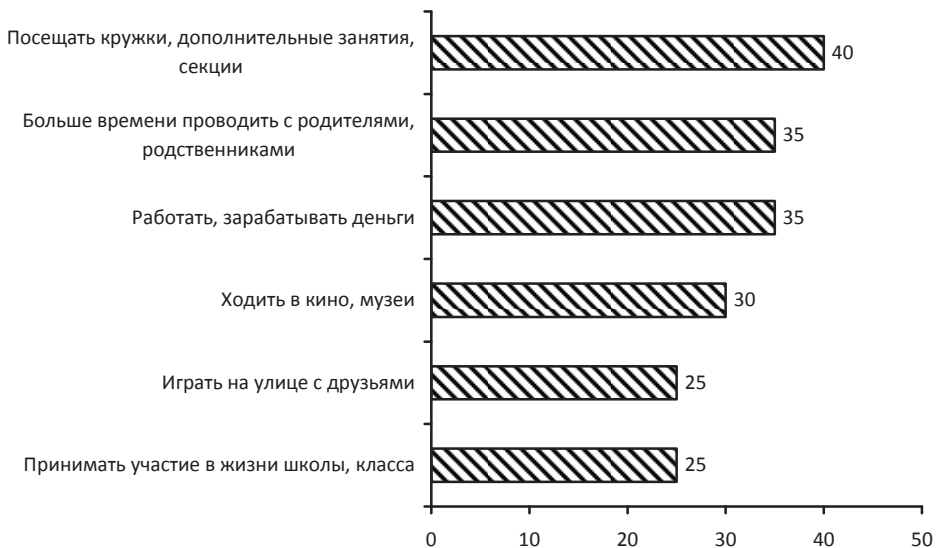 Посещать кружки, дополнительные занятия,
секции
40
Больше времени проводить с родителями,
родственниками
35
Работать, зарабатывать деньги
35
Ходить в кино, музеи
30
Играть на улице с друзьями
25
Принимать участие в жизни школы, класса
25
0 10 20 30 40 50